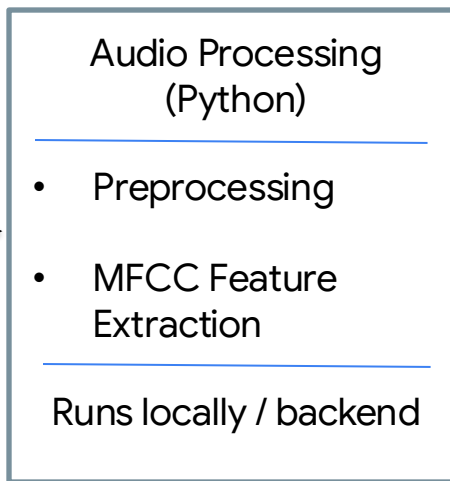 Audio Processing
(Python)
• Preprocessing
• MFCC Feature
Extraction
Runs locally / backend